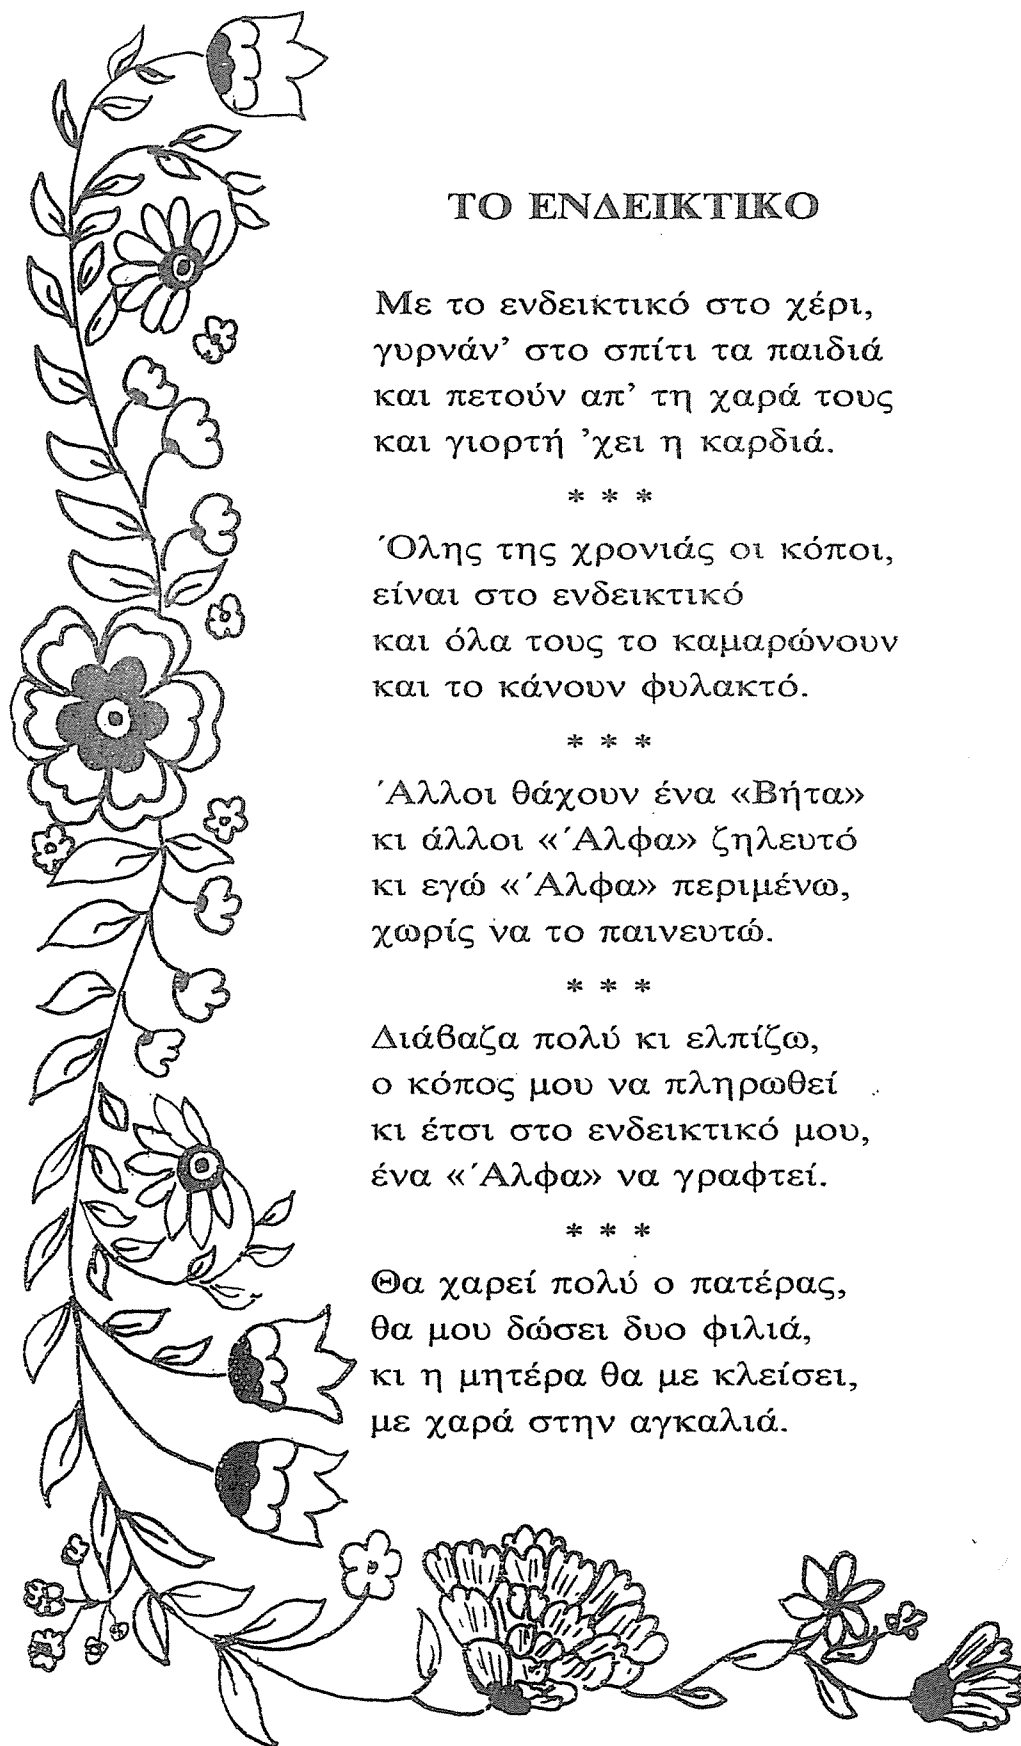 ΤΟ ΕΝΔΕΙΚΤΙΚΟ
Με το ενδεικτικό στο χέρι,
γυρνάν’ στο σπίτι τα παιδιά
και πετούν απ’ τη χαρά τους
και γιορτή ’χει η καρδιά.
* * *
Όλης της χρονιάς οι κόποι,
είναι στο ενδεικτικό
και όλα τους το καμαρώνουν
και το κάνουν φυλακτό.
* * *
Άλλοι θάχουν ένα «Βήτα»
κι άλλοι «Άλφα» ζηλευτό
κι εγώ «Άλφα» περιμένω,
χωρίς να το παινευτώ.
* * *
Διάβαζα πολύ κι ελπίζω,
ο κόπος μου να πληρωθεί
κι έτσι στο ενδεικτικό μου,
ένα «Άλφα» να γραφτεί.
* * *
Θα χαρεί πολύ ο πατέρας,
θα μου δώσει δυο φιλιά,
κι η μητέρα θα με κλείσει,
με χαρά στην αγκαλιά.